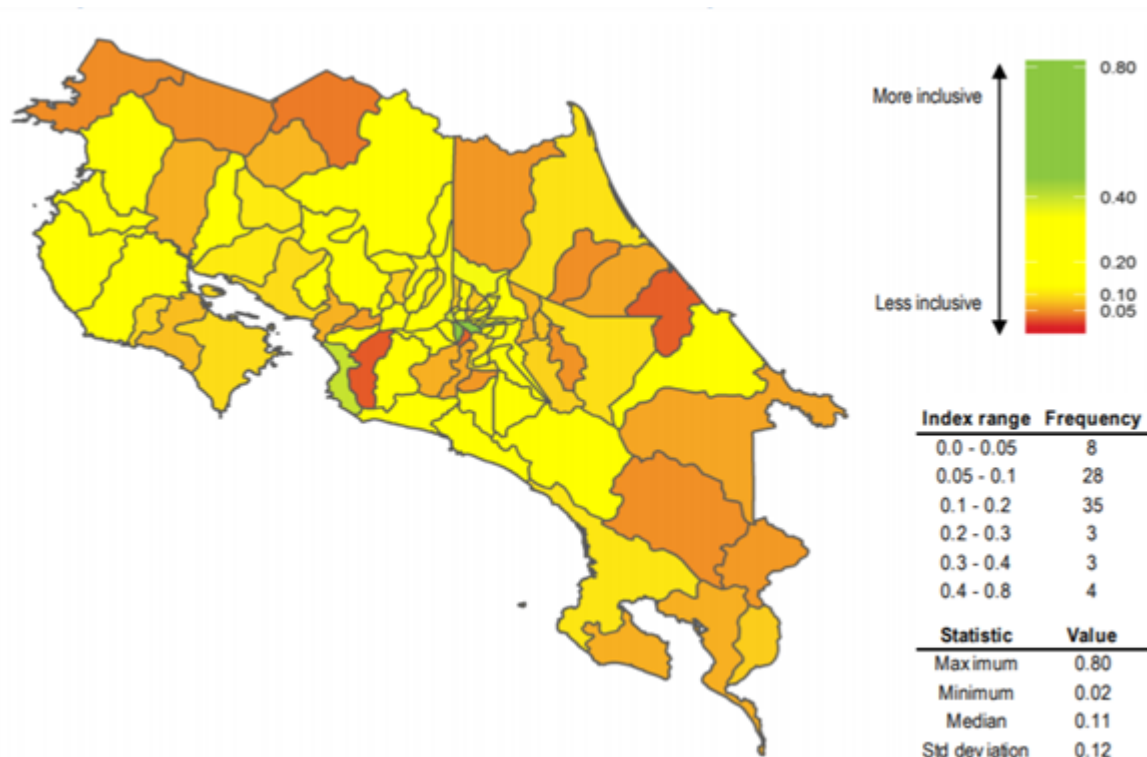 0.80
More inclusive
0.40
0.20
Less inclusive
0.10
0.05
Index range Frequency
0.0 - 0.05 8
0.05 - 0.1 28
0.1 - 0.2 35
0.2 - 0.3 3
0.3 - 0.4 3
0.4 - 0.8 4
Statistic Value
Maximum 0.80
Minimum 0.02
Median 0.11
Std deviation 0.12